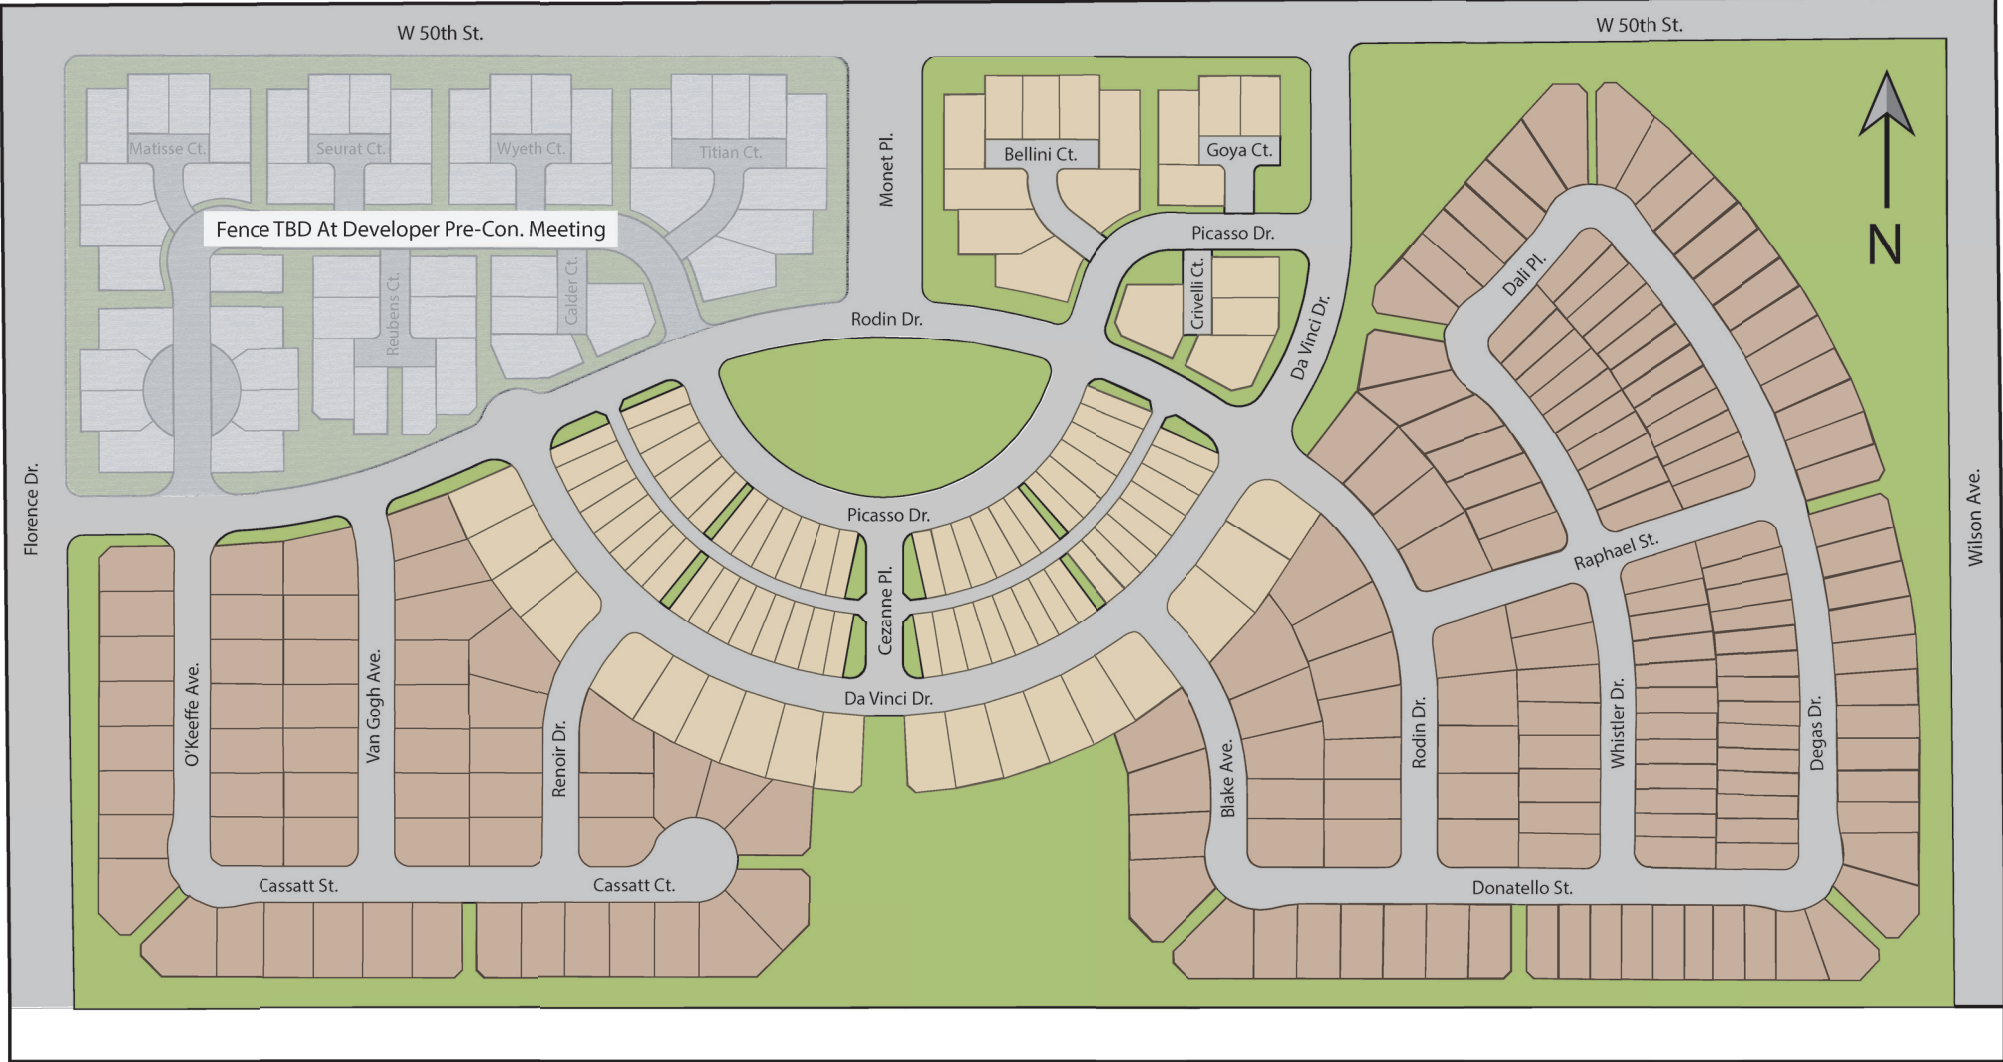 W 50th St.
W 50th St.
Matisse Ct.
Seurat Ct.
Wyeth Ct.
Titian Ct.
Monet Pl.
Bellini Ct.
Goya Ct.
Fence TBD At Developer Pre-Con. Meeting
Picasso Dr.
N
Reubens Ct.
Calder Ct.
Crivelli Ct.
Dali Pl.
Rodin Dr.
Da Vinci Dr.
Florence Dr.
Picasso Dr.
Wilson Ave.
Raphael St.
Cezanne Pl.
Da Vinci Dr.
O'Keeffe Ave.
Van Gogh Ave.
Renoir Dr.
Blake Ave.
Rodin Dr.
Whistler Dr.
Degas Dr.
Cassatt St.
Cassatt Ct.
Donatello St.